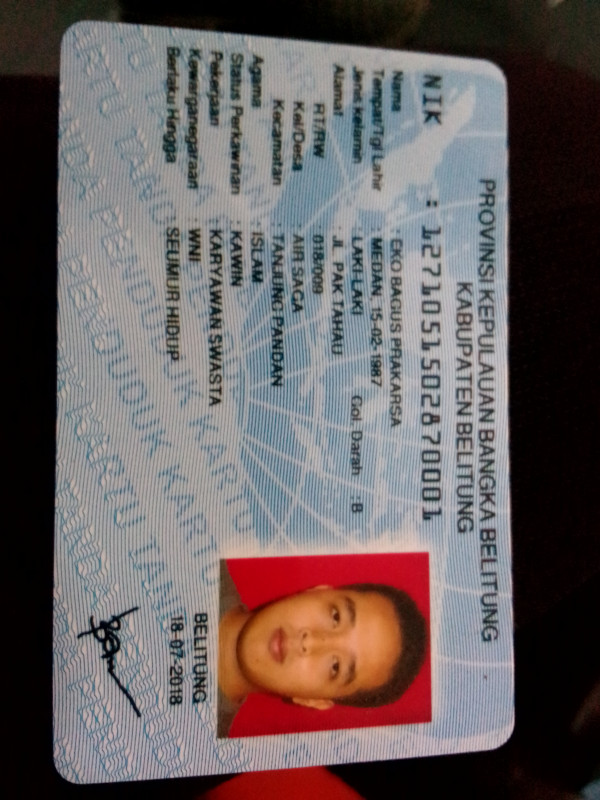 PROVINSI KEPULAUAN BANGKA BELITUNG
KABUPATEN BELITUNG
NIK : 1271051502870001
Nama : EKO BAGUS PRAKARSA
Tempat/Tgl Lahir : MEDAN, 15-02-1987
Jenis kelamin : LAKI-LAKI Gol. Darah : B
Alamat : JL. PAK TAHAU
RT/RW : 018/009
Kel/Desa : AIR SAGA
Kecamatan : TANJUNG PANDAN
Agama : ISLAM
Status Perkawinan : KAWIN
Pekerjaan : KARYAWAN SWASTA
Kewarganegaraan : WNI
Berlaku Hingga : SEUMUR HIDUP
BELITUNG
18-07-2018